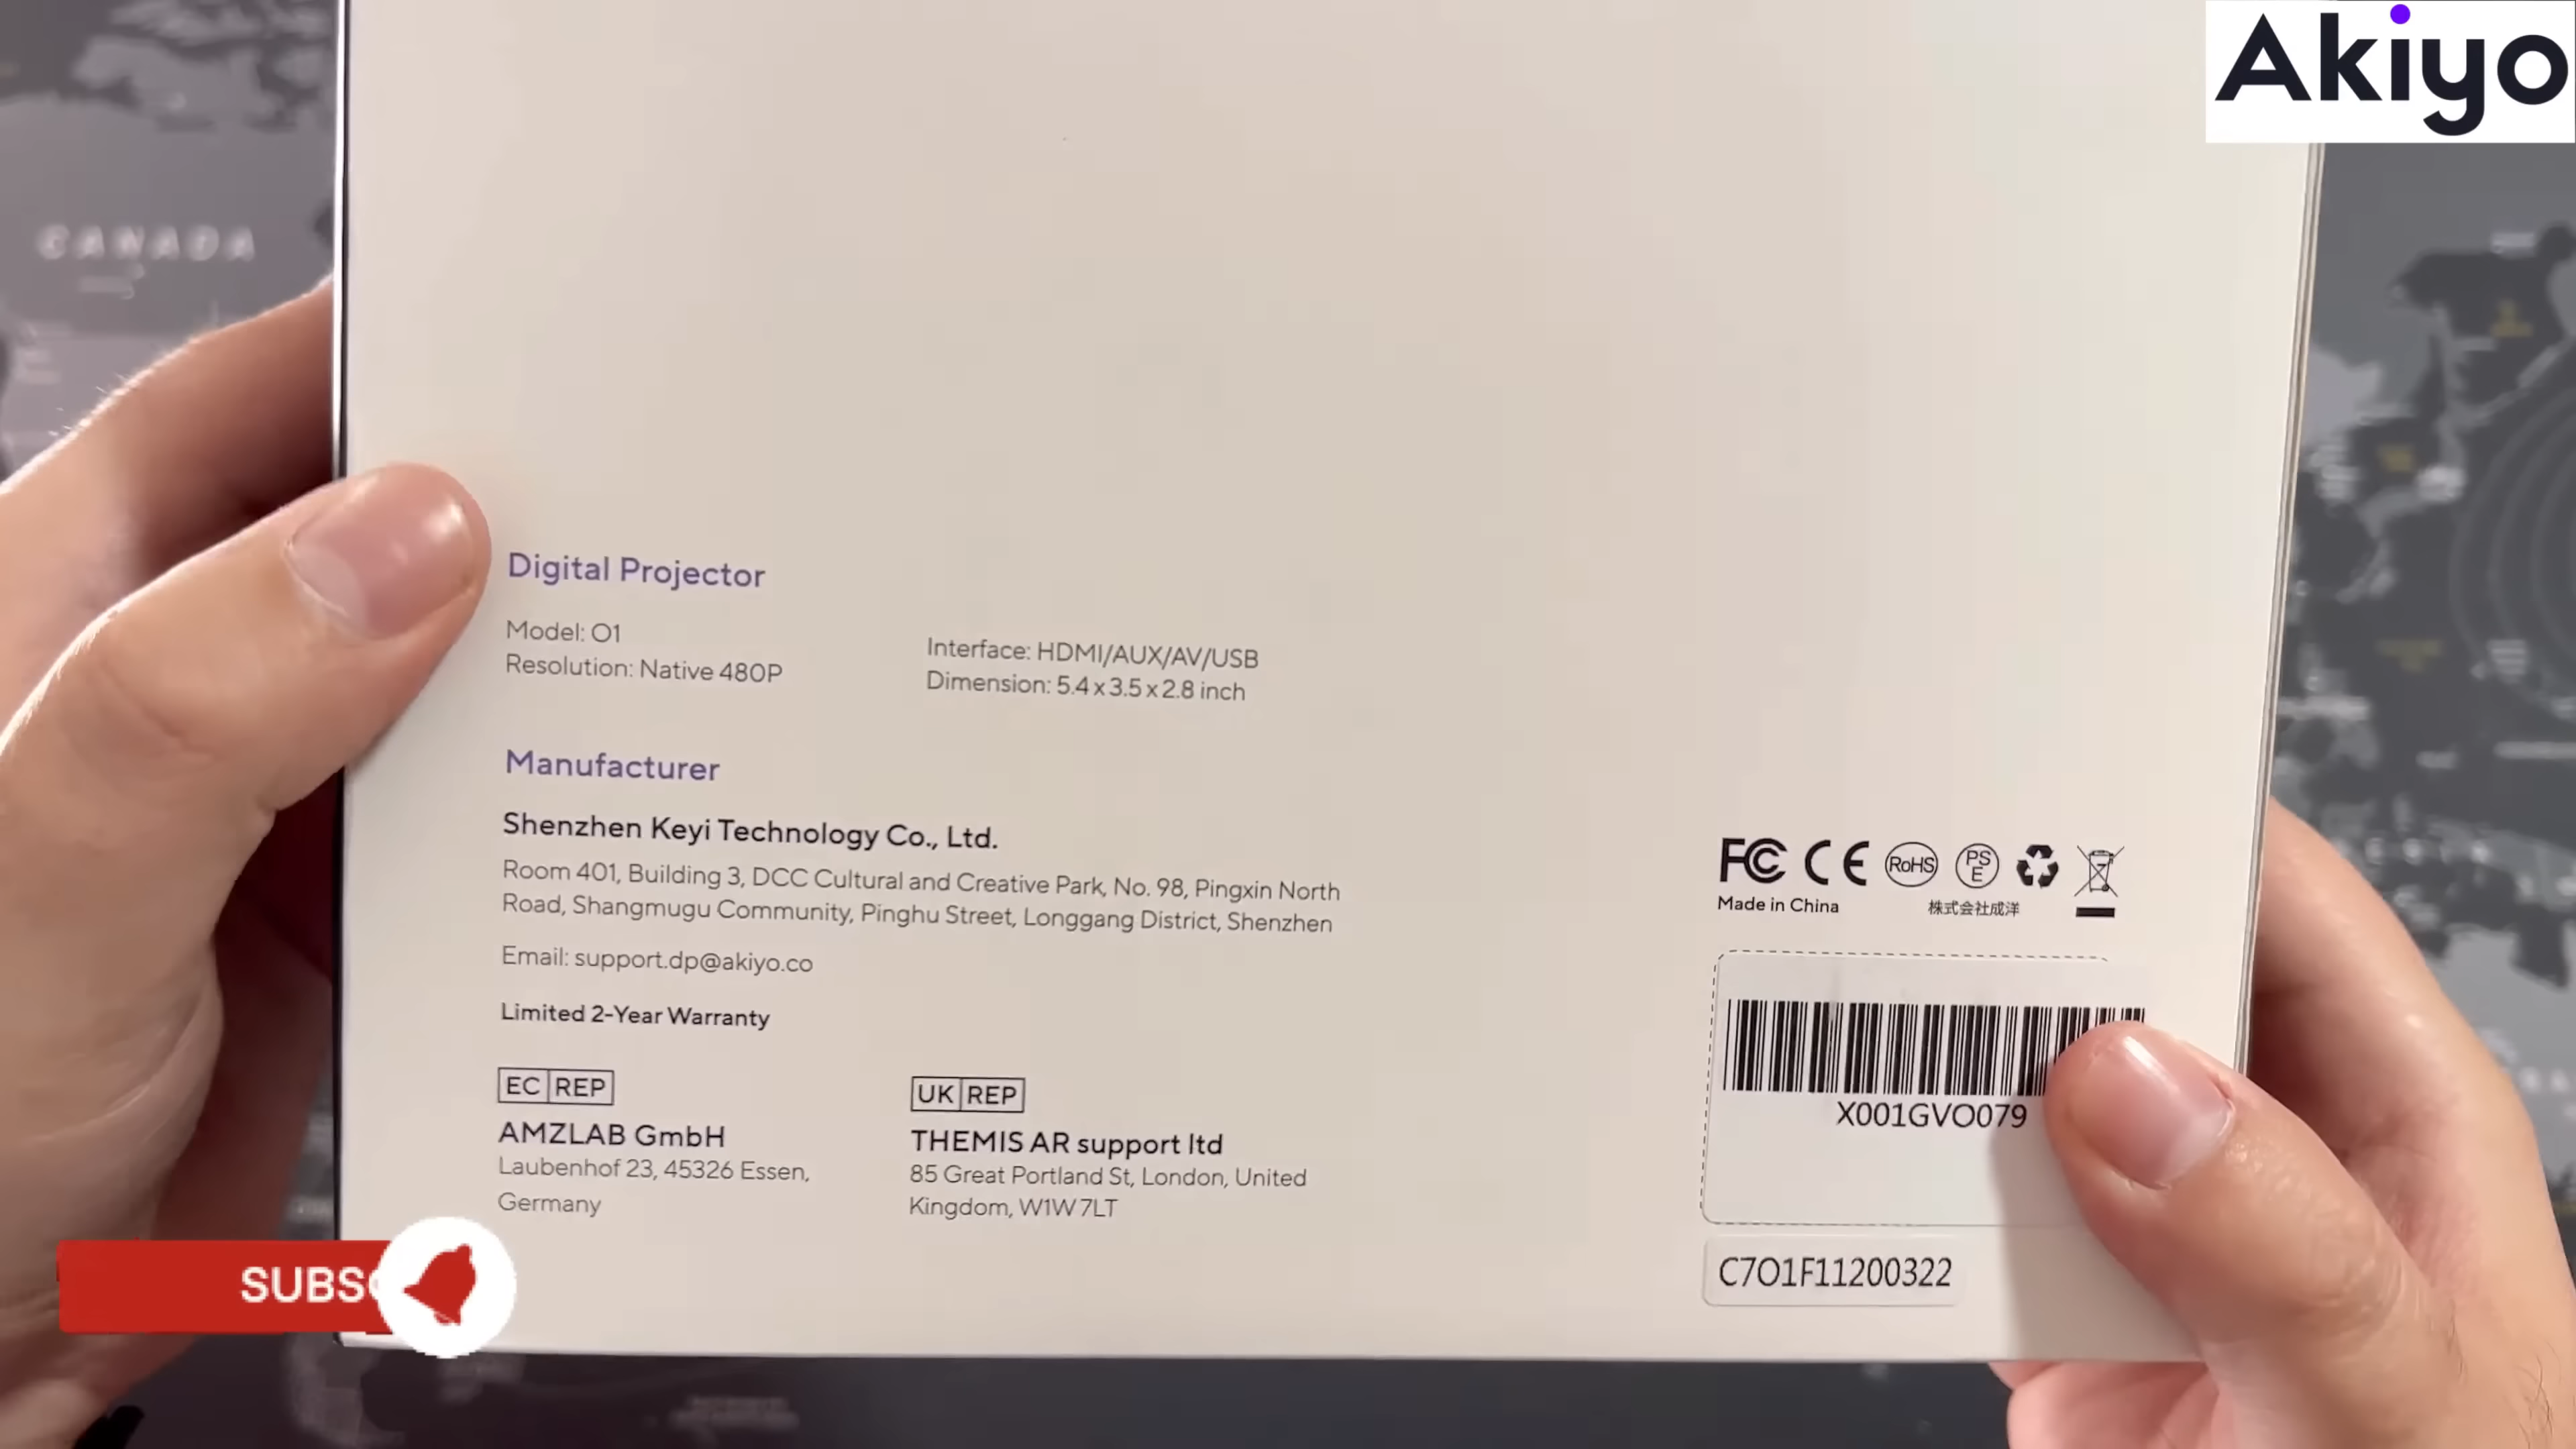 Akiyo
CANADA
Digital Projector
Model: O1
Resolution: Native 480P
Interface: HDMI/AUX/AV/USB
Dimension: 5.4 x 3.5 x 2.8 inch
Manufacturer
Shenzhen Keyi Technology Co., Ltd.
Room 401, Building 3, DCC Cultural and Creative Park, No. 98, Pingxin North
Road, Shangmugu Community, Pinghu Street, Longgang District, Shenzhen
Email: support.dp@akiyo.co
Limited 2-Year Warranty
EC REP
AMZLAB GmbH
Laubenhof 23, 45326 Essen,
Germany
UK REP
THEMIS AR support ltd
85 Great Portland St, London, United
Kingdom, W1W 7LT
FC CE RoHS PSE
Made in China
株式会社成洋
X001GVO079
C7O1F11200322
SUBSC